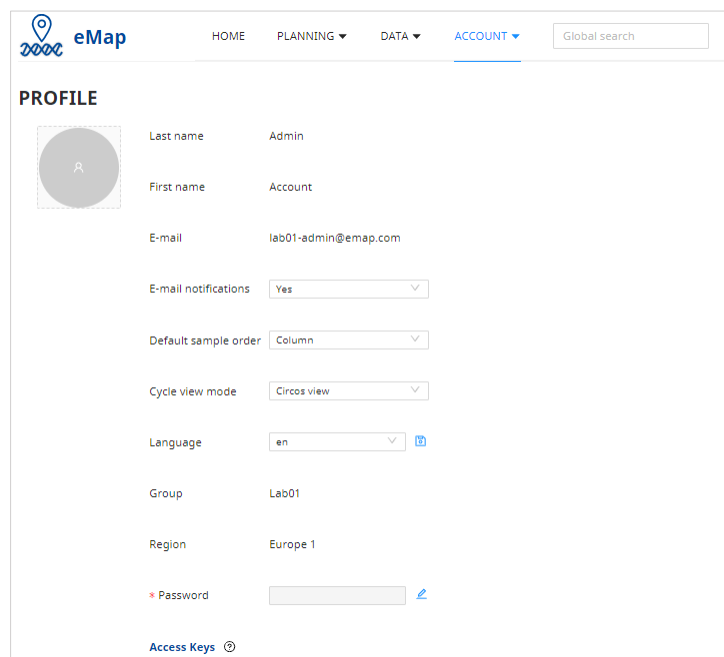 eMap HOME PLANNING DATA ACCOUNT Global search
PROFILE
Last name Admin
First name Account
E-mail lab01-admin@emap.com
E-mail notifications Yes
Default sample order Column
Cycle view mode Circos view
Language en
Group Lab01
Region Europe 1
* Password
Access Keys ?